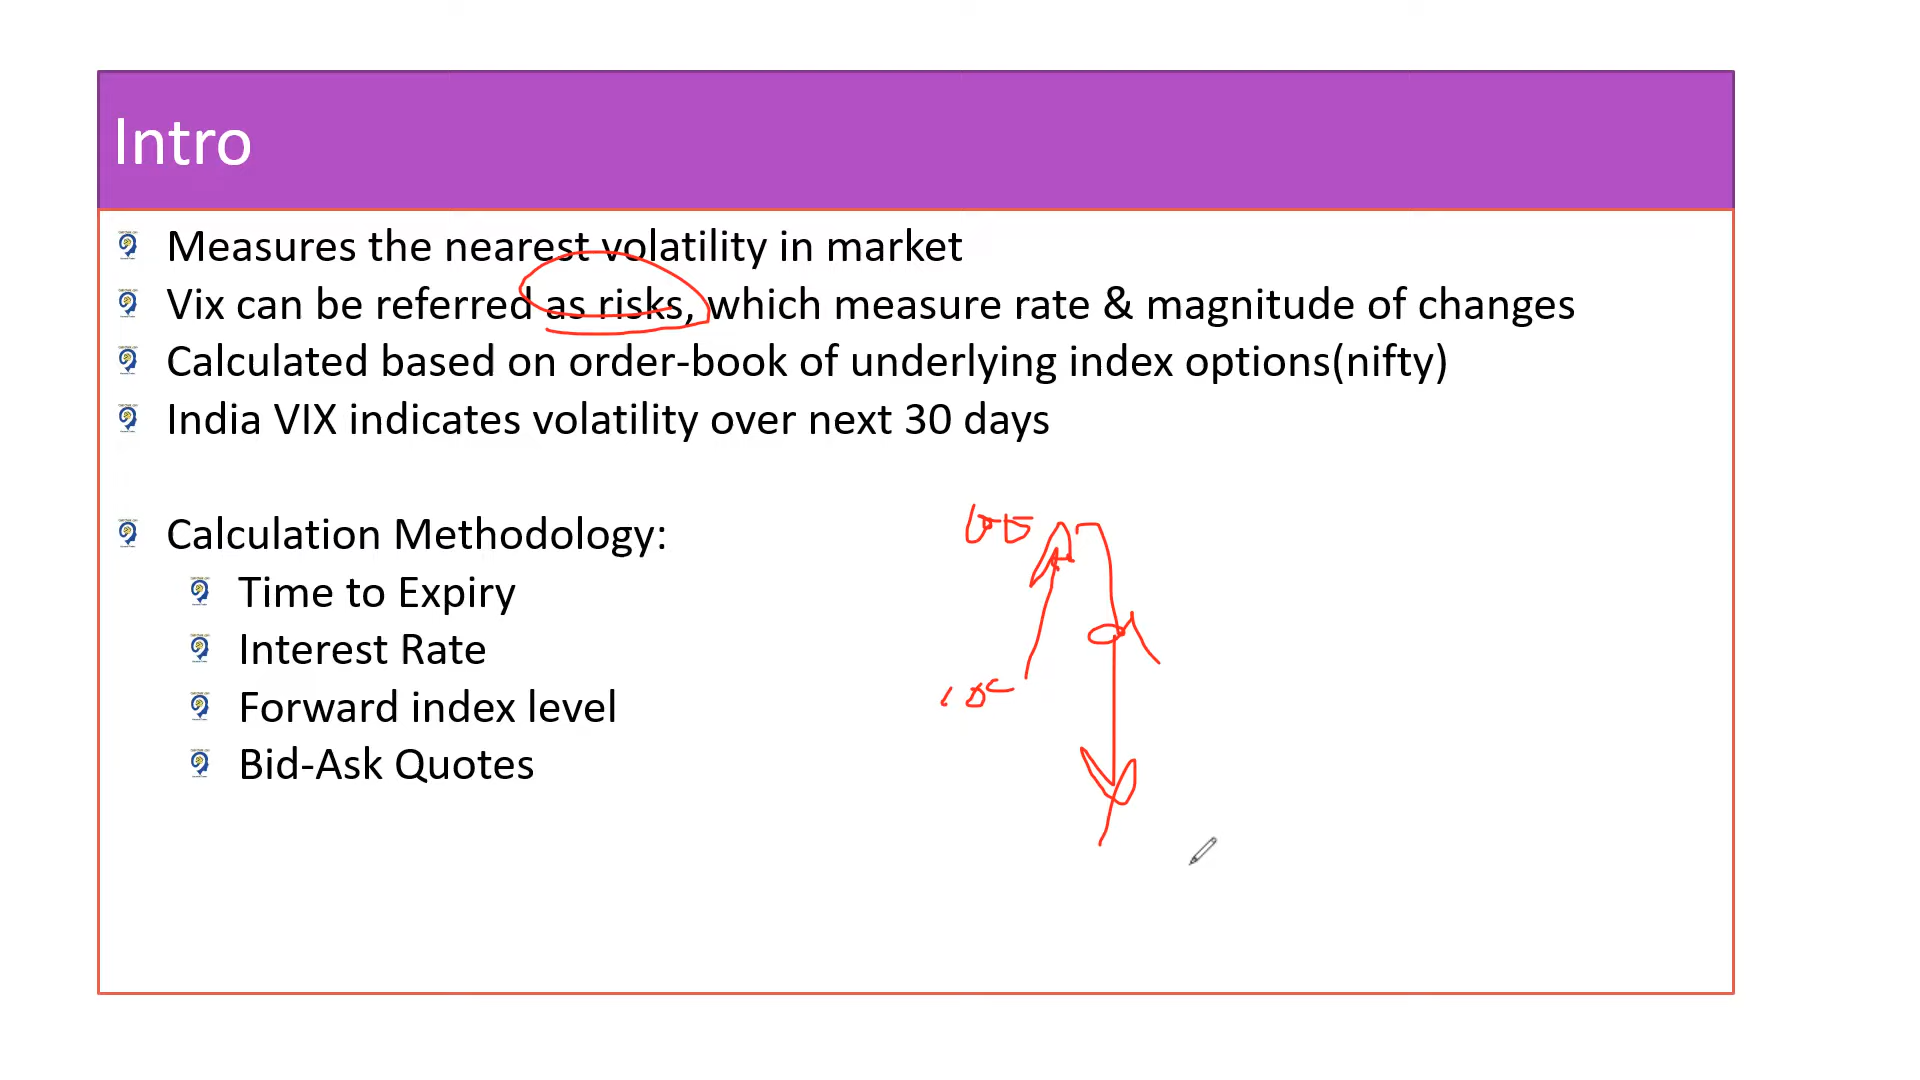 Intro
Measures the nearest volatility in market
Vix can be referred as risks, which measure rate & magnitude of changes
Calculated based on order-book of underlying index options(nifty)
India VIX indicates volatility over next 30 days
Calculation Methodology:
Time to Expiry
Interest Rate
Forward index level
Bid-Ask Quotes